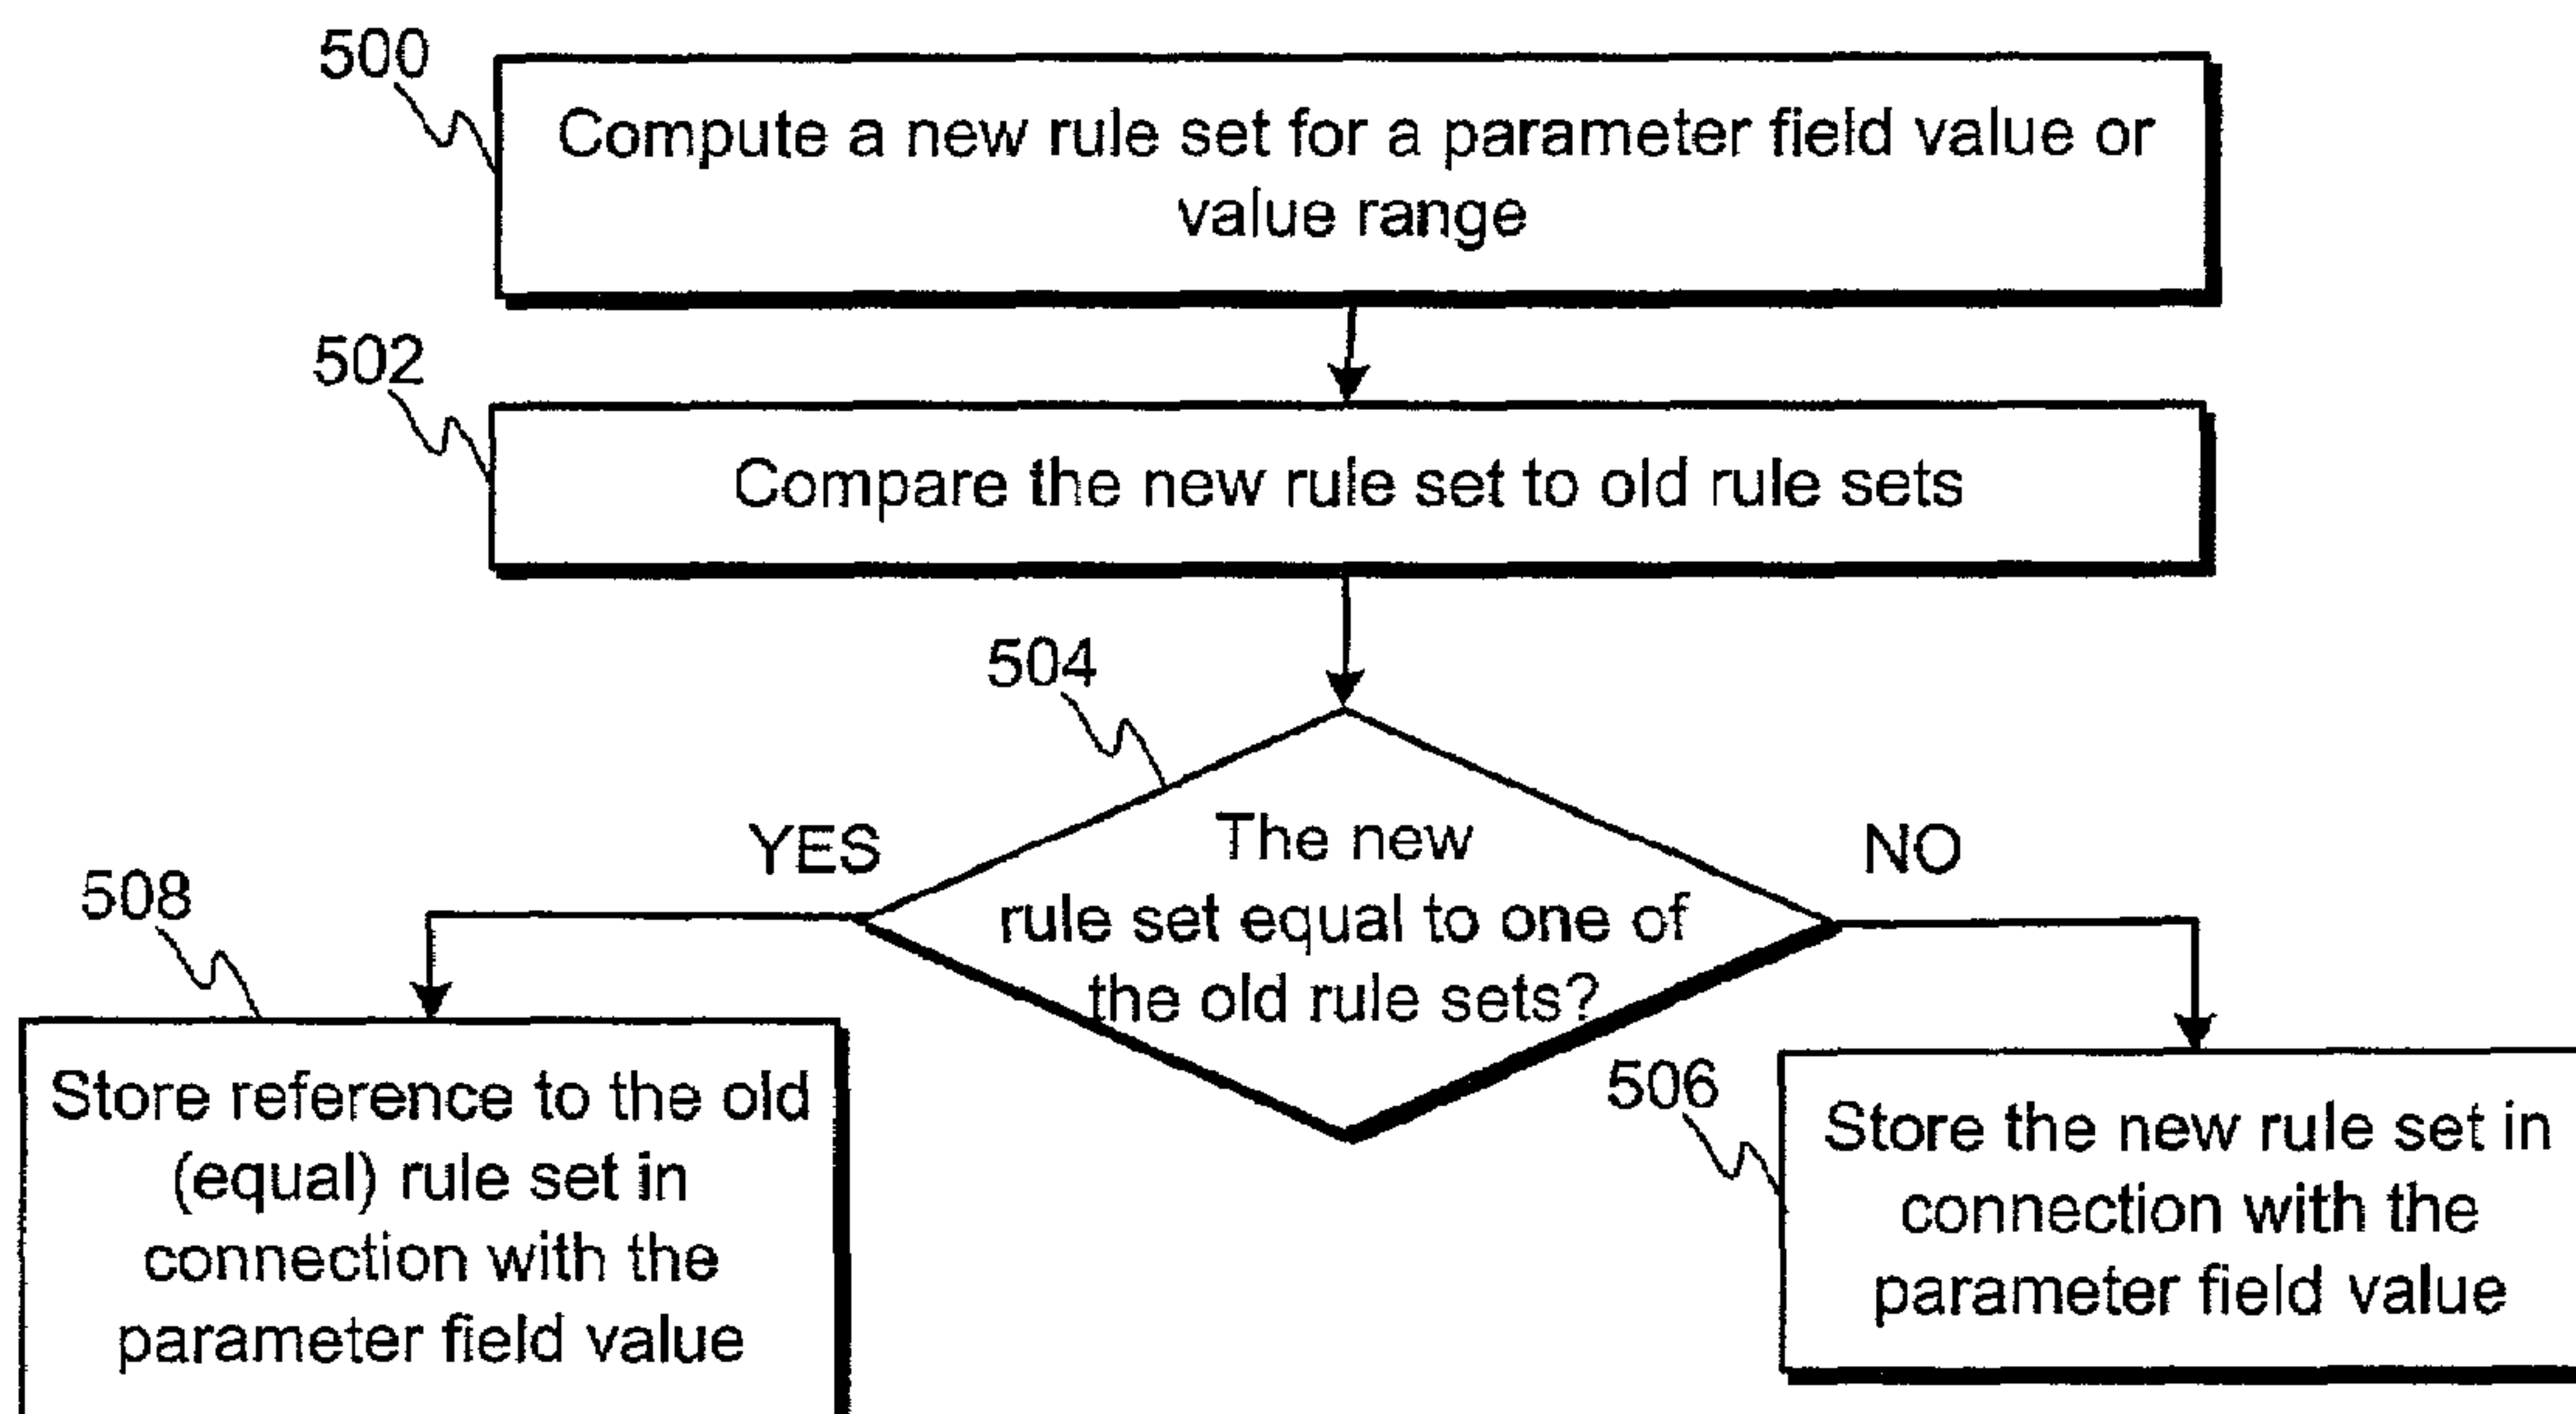 500
Compute a new rule set for a parameter field value or
value range
502
Compare the new rule set to old rule sets
504
The new
rule set equal to one of
the old rule sets?
YES
NO
508
Store reference to the old
(equal) rule set in
connection with the
parameter field value
506
Store the new rule set in
connection with the
parameter field value